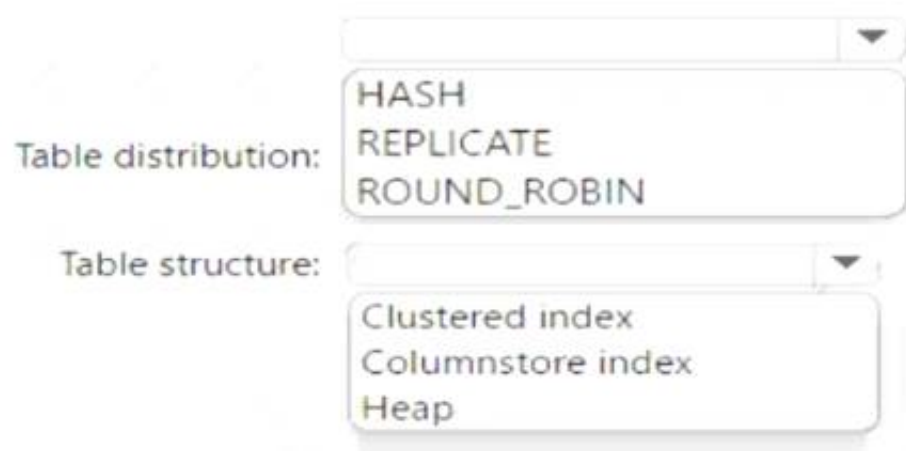 HASH
REPLICATE
Table distribution:
ROUND_ROBIN
Table structure:
Clustered index
Columnstore index
Heap